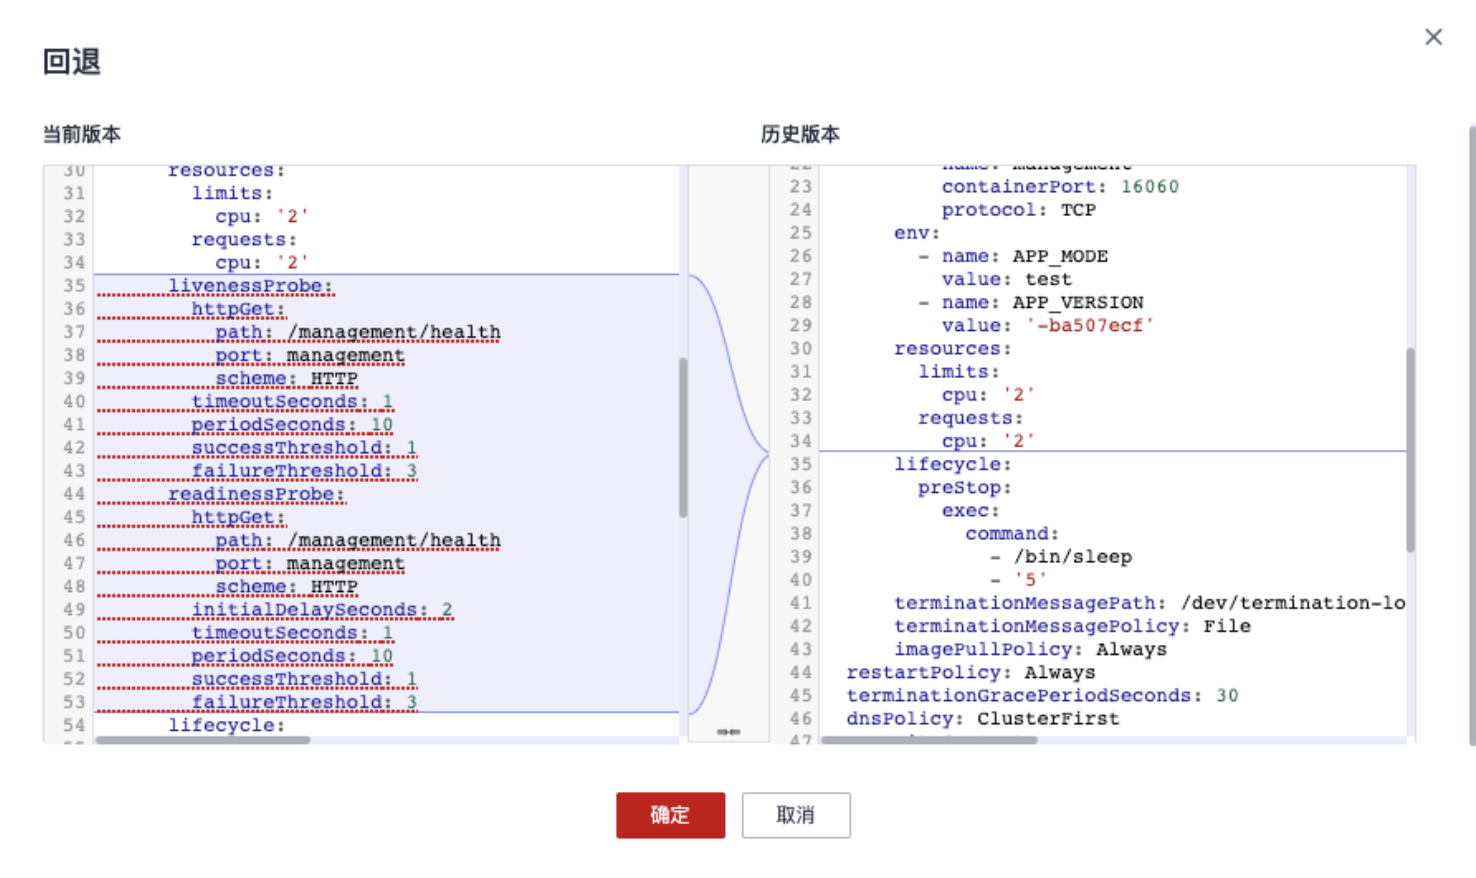 回退
当前版本
30 resources:
31 limits:
32 cpu: '2'
33 requests:
34 cpu: '2'
35 livenessProbe:
36 httpGet:
37 path: /management/health
38 port: management
39 scheme: HTTP
40 timeoutSeconds: 1
41 periodSeconds: 10
42 successThreshold: 1
43 failureThreshold: 3
44 readinessProbe:
45 httpGet:
46 path: /management/health
47 port: management
48 scheme: HTTP
49 initialDelaySeconds: 2
50 timeoutSeconds: 1
51 periodSeconds: 10
52 successThreshold: 1
53 failureThreshold: 3
54 lifecycle:
历史版本
22 name: management
23 containerPort: 16060
24 protocol: TCP
25 env:
26 - name: APP_MODE
27 value: test
28 - name: APP_VERSION
29 value: '-ba507ecf'
30 resources:
31 limits:
32 cpu: '2'
33 requests:
34 cpu: '2'
35 lifecycle:
36 preStop:
37 exec:
38 command:
39 - /bin/sleep
40 - '5'
41 terminationMessagePath: /dev/termination-lo
42 terminationMessagePolicy: File
43 imagePullPolicy: Always
44 restartPolicy: Always
45 terminationGracePeriodSeconds: 30
46 dnsPolicy: ClusterFirst
47
确定
取消